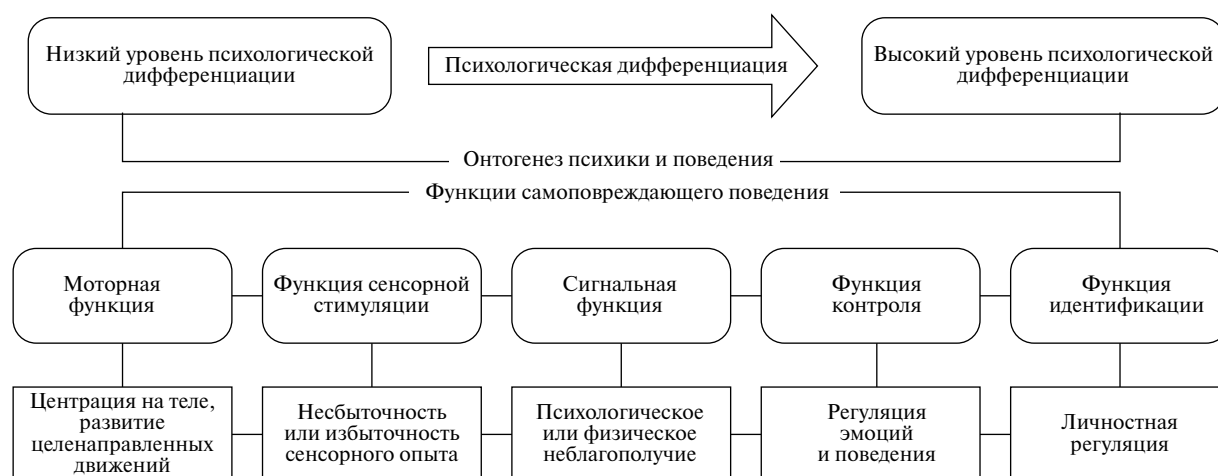 Низкий уровень психологической
дифференциации
Психологическая дифференциация
Высокий уровень психологической
дифференциации
Онтогенез психики и поведения
Функции самоповреждающего поведения
Моторная
функция
Функция сенсорной
стимуляции
Сигнальная
функция
Функция
контроля
Функция
идентификации
Центрация на теле,
развитие
целенаправленных
движений
Несбыточность
или избыточность
сенсорного опыта
Психологическое
или физическое
неблагополучие
Регуляция
эмоций
и поведения
Личностная
регуляция